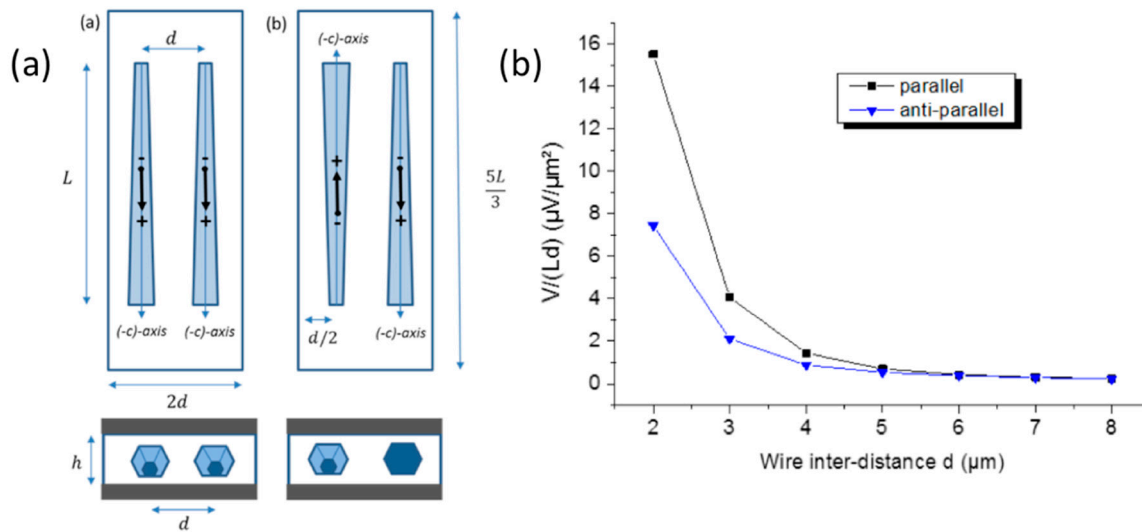 (a)
(a)
(b)
(-c)-axis
d
L
-
-
+
+
+
-
-
+
5L/3
(-c)-axis
(-c)-axis
d/2
(-c)-axis
2d
h
d
(b)
parallel
anti-parallel
16
14
12
10
8
6
4
2
0
V/(Ld) (µV/µm²)
2
3
4
5
6
7
8
Wire inter-distance d (µm)